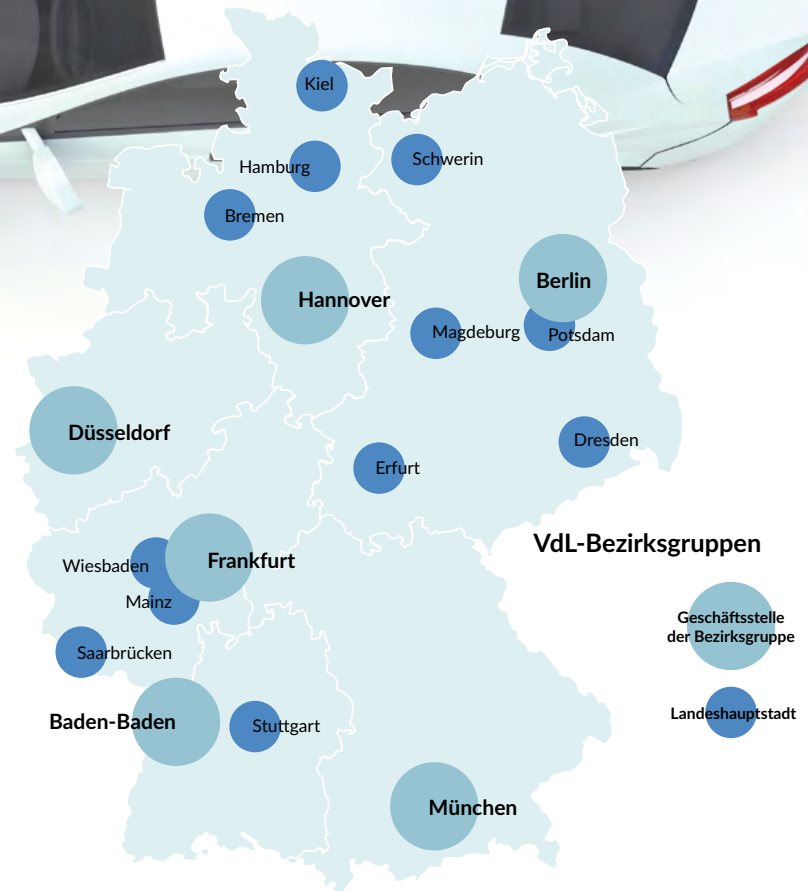 Kiel
Hamburg
Schwerin
Bremen
Hannover
Berlin
Magdeburg
Potsdam
Düsseldorf
Dresden
Erfurt
VdL-Bezirksgruppen
Frankfurt
Wiesbaden
Mainz
Geschäftsstelle
der Bezirksgruppe
Saarbrücken
Landeshauptstadt
Baden-Baden
Stuttgart
München